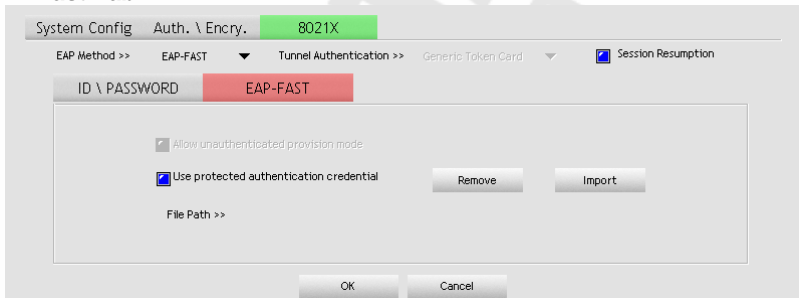 System Config Auth. \ Encry. 8021X
EAP Method >> EAP-FAST Tunnel Authentication >> Generic Token Card Session Resumption
ID \ PASSWORD EAP-FAST
Allow unauthenticated provision mode
Use protected authentication credential Remove Import
File Path >>
OK Cancel